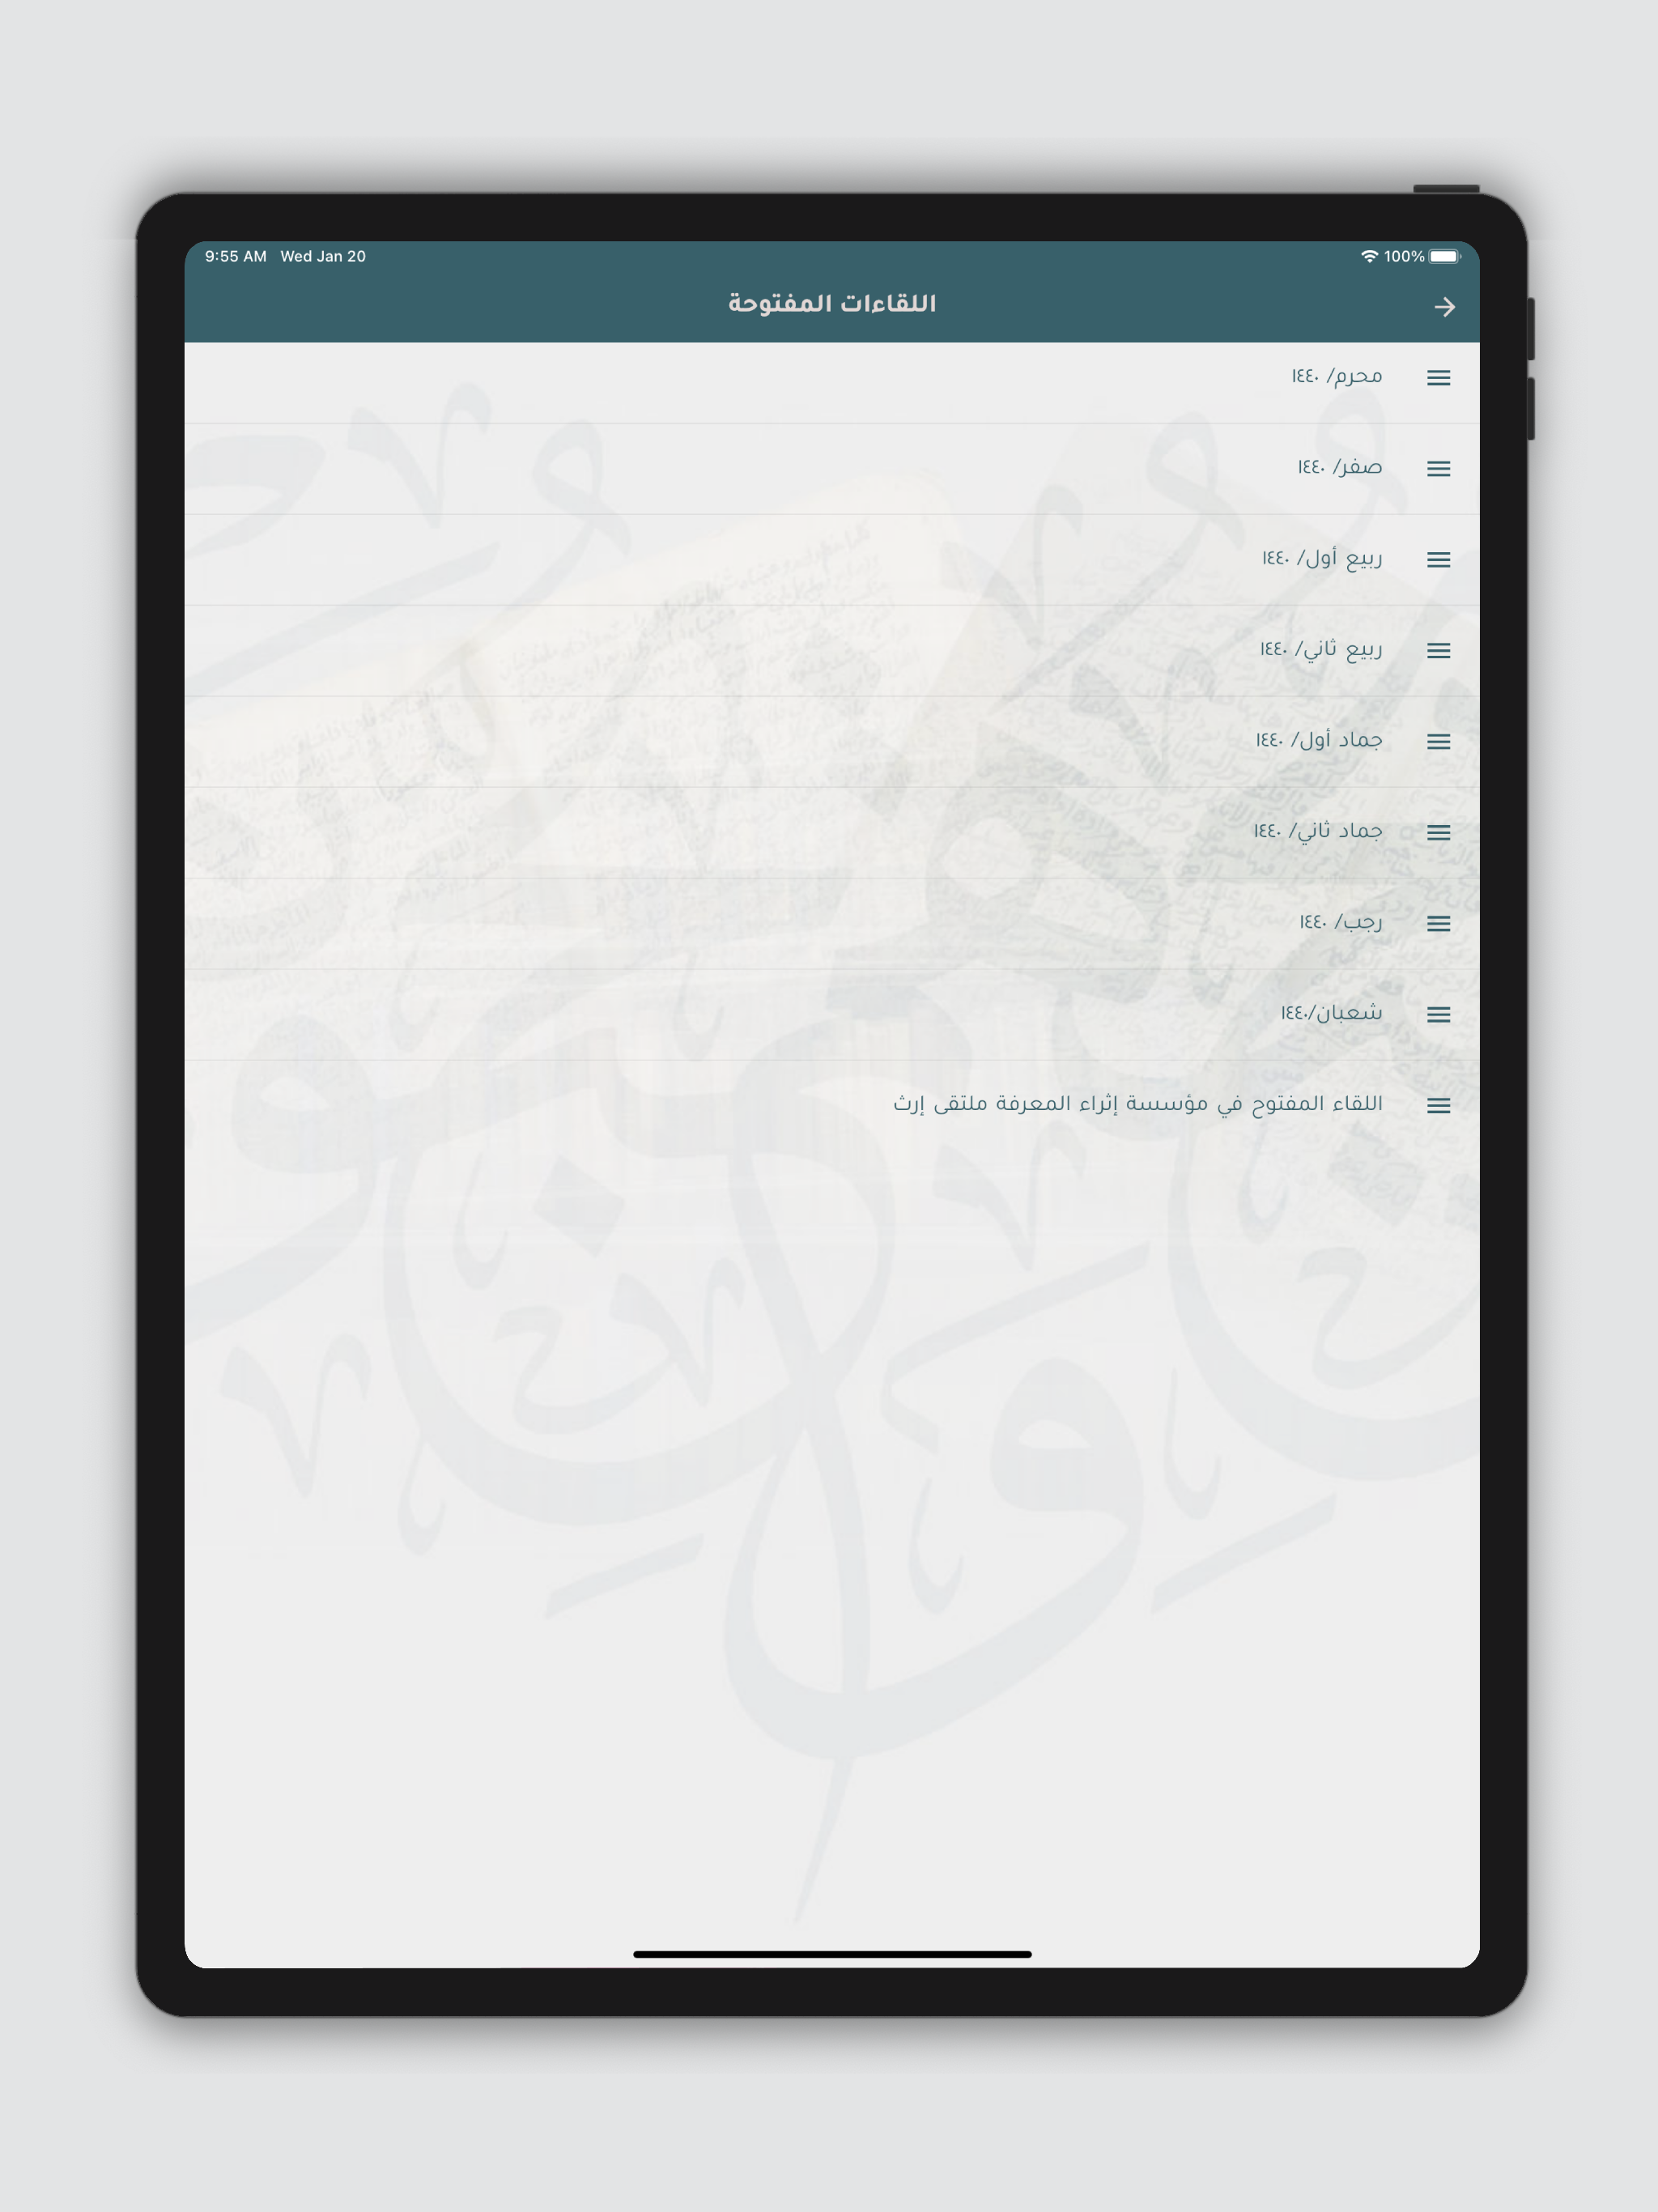 9:55 AM Wed Jan 20 100%
اللقاءات المفتوحة
محرم/ ١٤٤٠
صفر/ ١٤٤٠
ربيع أول/ ١٤٤٠
ربيع ثاني/ ١٤٤٠
جماد أول/ ١٤٤٠
جماد ثاني/ ١٤٤٠
رجب/ ١٤٤٠
شعبان/١٤٤٠
اللقاء المفتوح في مؤسسة إثراء المعرفة ملتقى إرث